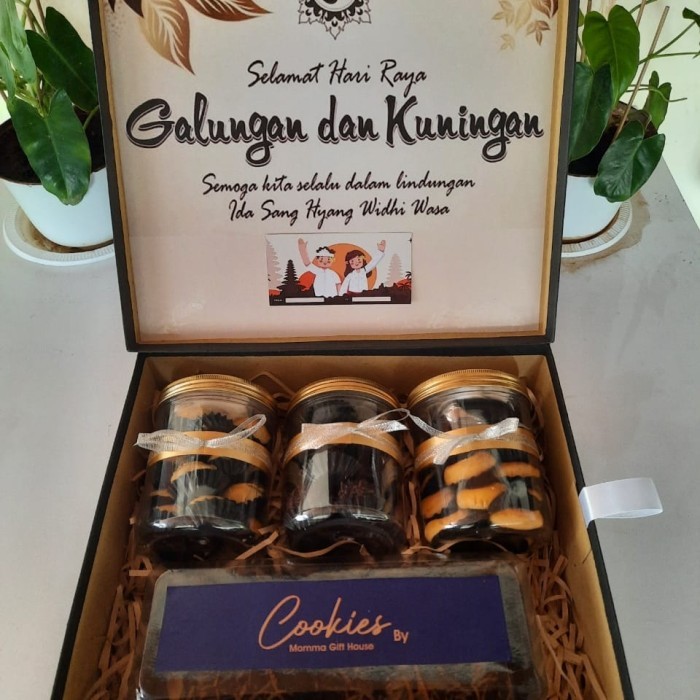 Selamat Hari Raya
Galungan dan Kuningan
Semoga kita selalu dalam lindungan
Ida Sang Hyang Widhi Wasa
Cookies By
Momma Gift House